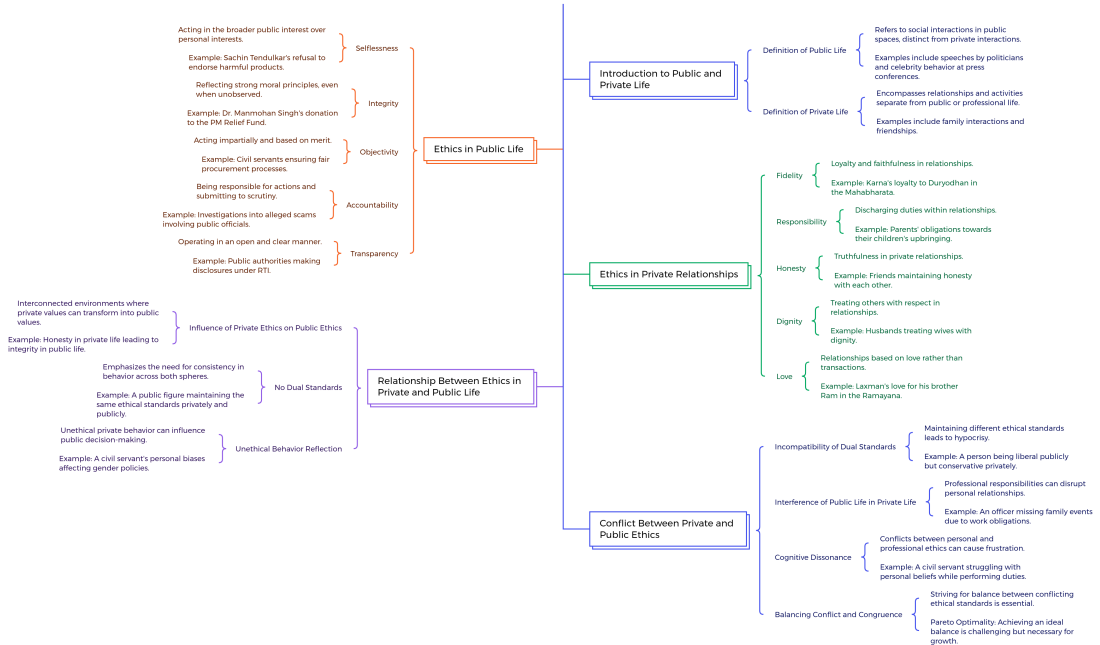 Introduction to Public and
Private Life
Definition of Public Life
Refers to social interactions in public
spaces, distinct from private interactions.
Examples include speeches by politicians
and celebrity behavior at press
conferences.
Definition of Private Life
Encompasses relationships and activities
separate from public or professional life.
Examples include family interactions and
friendships.
Ethics in Public Life
Selflessness
Acting in the broader public interest over
personal interests.
Example: Sachin Tendulkar's refusal to
endorse harmful products.
Integrity
Reflecting strong moral principles, even
when unobserved.
Example: Dr. Manmohan Singh's donation
to the PM Relief Fund.
Objectivity
Acting impartially and based on merit.
Example: Civil servants ensuring fair
procurement processes.
Accountability
Being responsible for actions and
submitting to scrutiny.
Example: Investigations into alleged scams
involving public officials.
Transparency
Operating in an open and clear manner.
Example: Public authorities making
disclosures under RTI.
Ethics in Private Relationships
Fidelity
Loyalty and faithfulness in relationships.
Example: Karna's loyalty to Duryodhan in
the Mahabharata.
Responsibility
Discharging duties within relationships.
Example: Parents' obligations towards
their children's upbringing.
Honesty
Truthfulness in private relationships.
Example: Friends maintaining honesty
with each other.
Dignity
Treating others with respect in
relationships.
Example: Husbands treating wives with
dignity.
Love
Relationships based on love rather than
transactions.
Example: Laxman's love for his brother
Ram in the Ramayana.
Relationship Between Ethics in
Private and Public Life
Influence of Private Ethics on Public Ethics
Interconnected environments where
private values can transform into public
values.
Example: Honesty in private life leading to
integrity in public life.
No Dual Standards
Emphasizes the need for consistency in
behavior across both spheres.
Example: A public figure maintaining the
same ethical standards privately and
publicly.
Unethical Behavior Reflection
Unethical private behavior can influence
public decision-making.
Example: A civil servant's personal biases
affecting gender policies.
Conflict Between Private and
Public Ethics
Incompatibility of Dual Standards
Maintaining different ethical standards
leads to hypocrisy.
Example: A person being liberal publicly
but conservative privately.
Interference of Public Life in Private Life
Professional responsibilities can disrupt
personal relationships.
Example: An officer missing family events
due to work obligations.
Cognitive Dissonance
Conflicts between personal and
professional ethics can cause frustration.
Example: A civil servant struggling with
personal beliefs while performing duties.
Balancing Conflict and Congruence
Striving for balance between conflicting
ethical standards is essential.
Pareto Optimality: Achieving an ideal
balance is challenging but necessary for
growth.